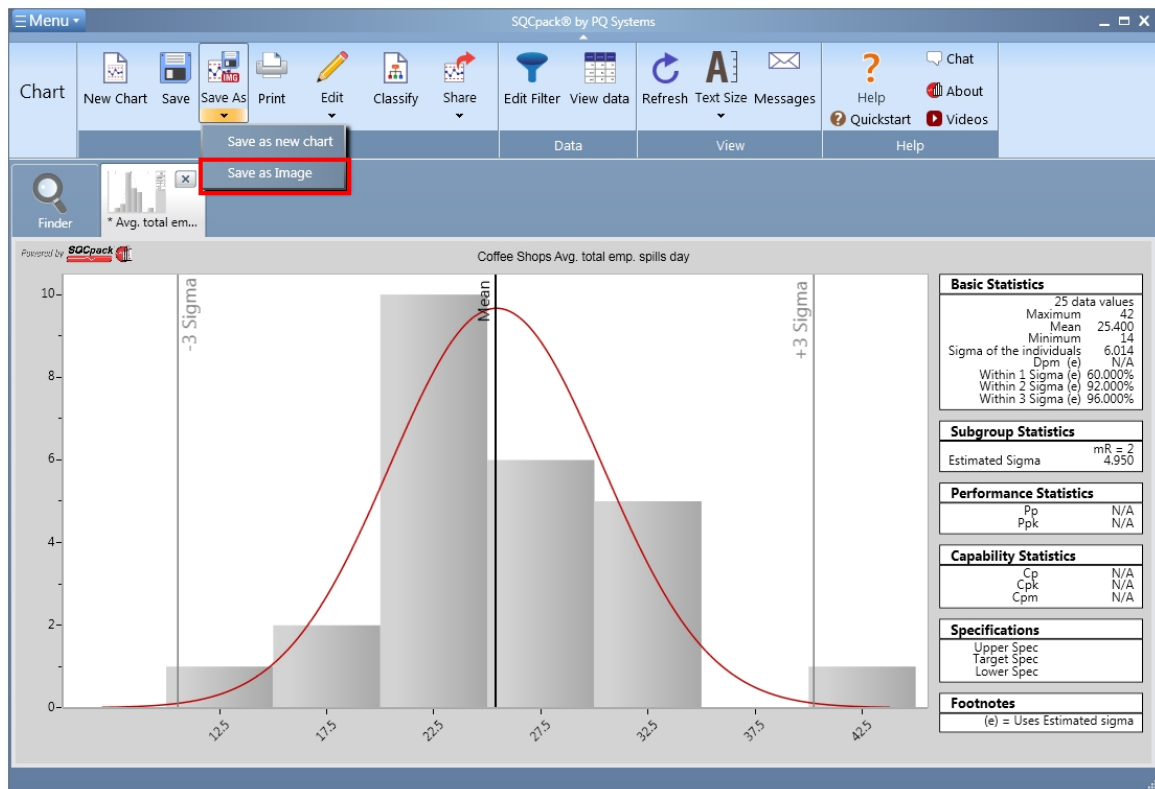 Menu
SQCpack® by PQ Systems
Chart
New Chart
Save
Save As
IMG
Print
Edit
Classify
Share
Edit Filter
View data
Refresh
Text Size
Messages
Help
Quickstart
Chat
About
Videos
Data
View
Help
Save as new chart
Save as Image
Finder
* Avg. total em...
Powered by SQCpack
Coffee Shops Avg. total emp. spills day
-3 Sigma
Mean
+3 Sigma
10
8
6
4
2
0
12.5
17.5
22.5
27.5
32.5
37.5
42.5
Basic Statistics
25 data values
Maximum 42
Mean 25.400
Minimum 14
Sigma of the individuals 6.014
Dpm (e) N/A
Within 1 Sigma (e) 60.000%
Within 2 Sigma (e) 92.000%
Within 3 Sigma (e) 96.000%
Subgroup Statistics
mR = 2
Estimated Sigma 4.950
Performance Statistics
Pp N/A
Ppk N/A
Capability Statistics
Cp N/A
Cpk N/A
Cpm N/A
Specifications
Upper Spec
Target Spec
Lower Spec
Footnotes
(e) = Uses Estimated sigma